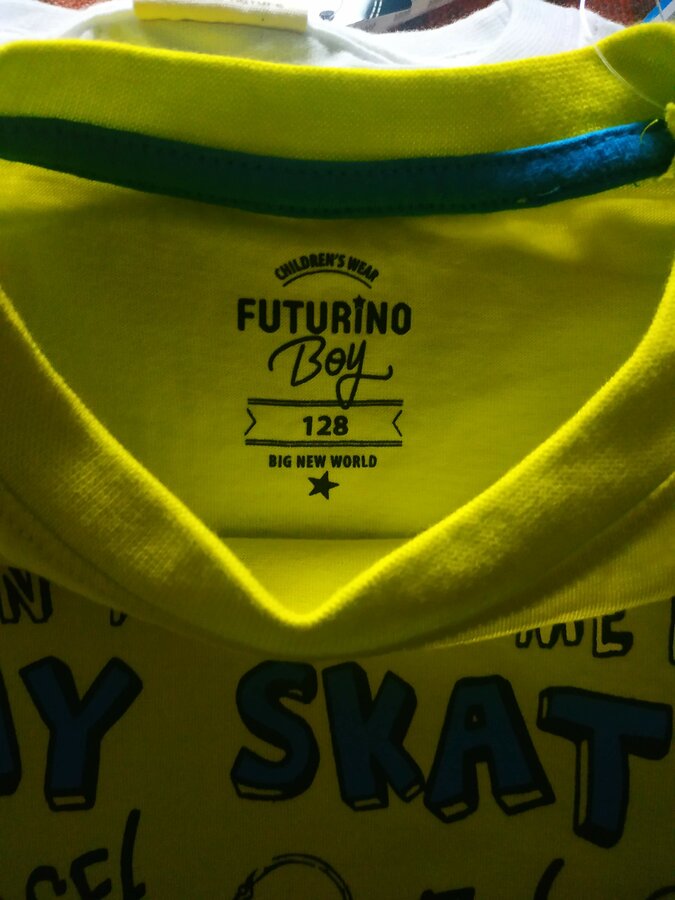 CHILDREN'S WEAR
FUTURINO
Boy
128
BIG NEW WORLD
SKAT